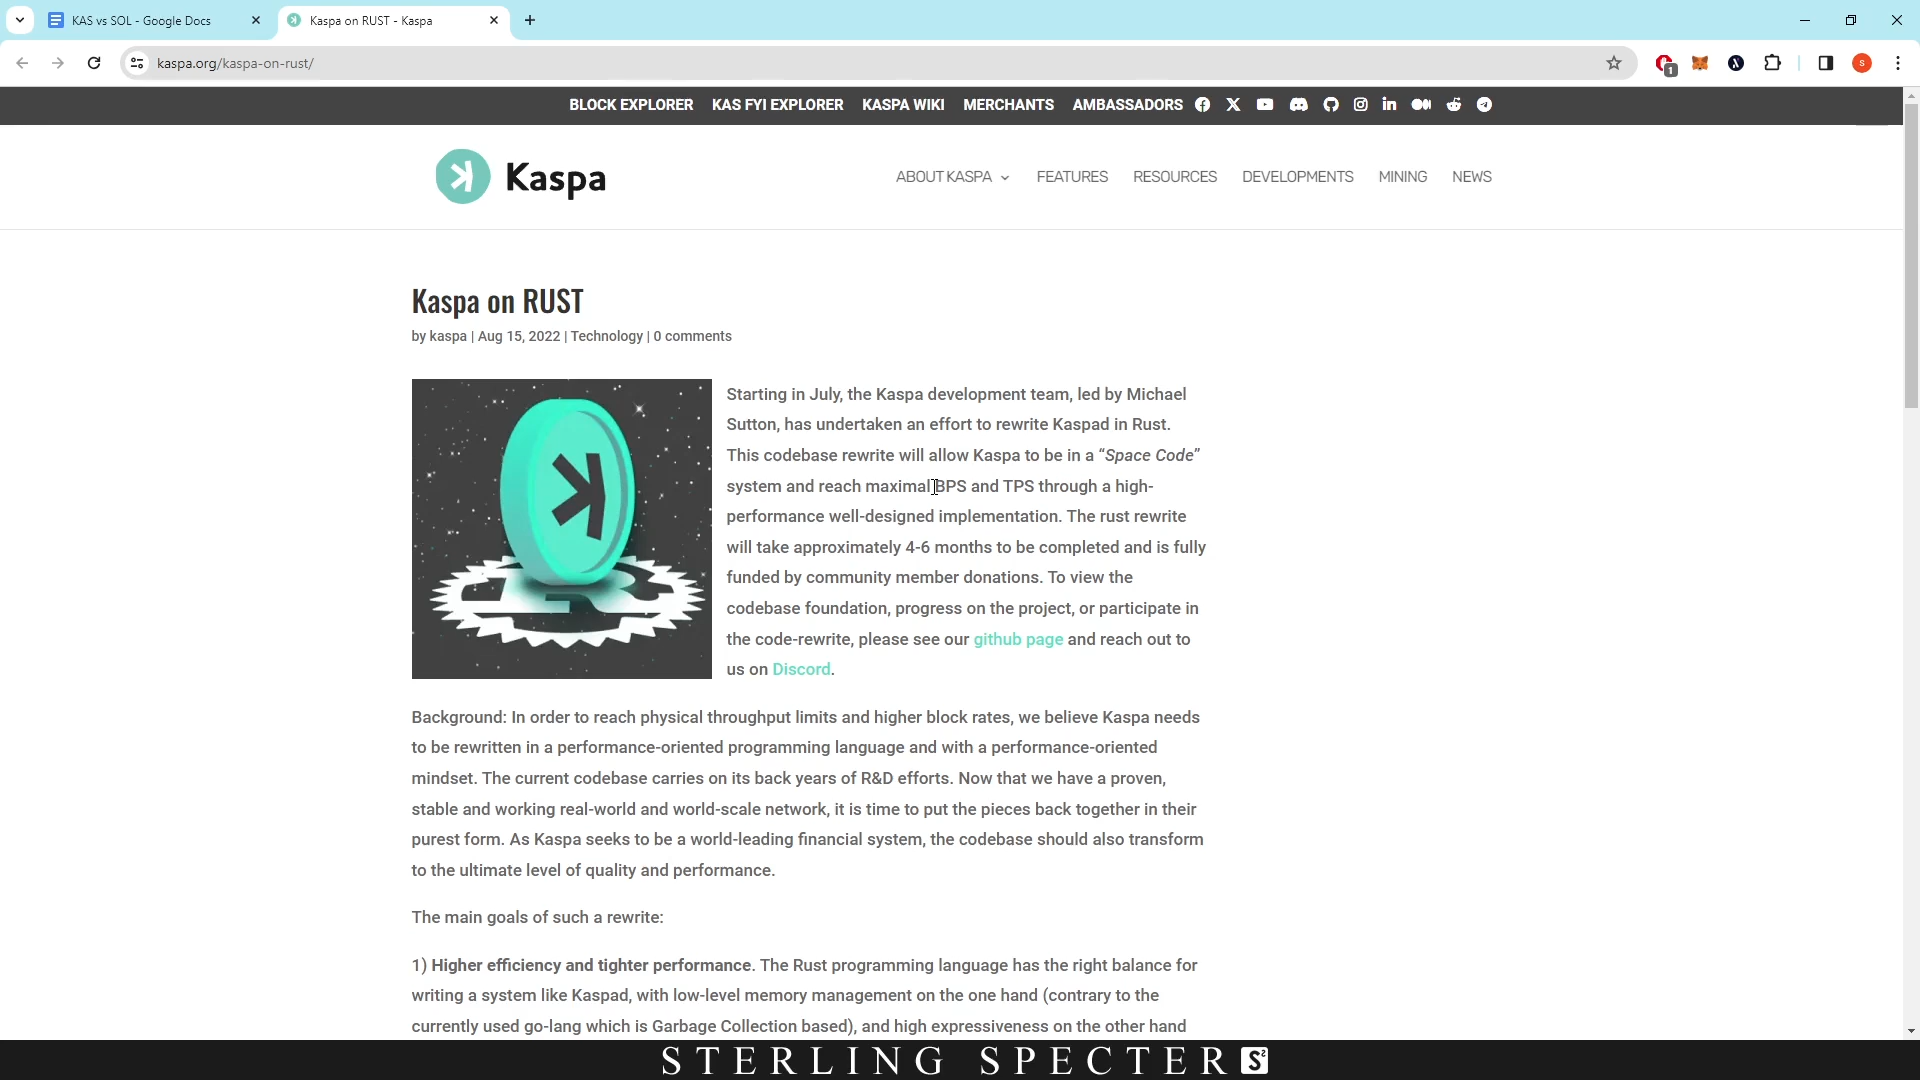 KAS vs SOL - Google Docs
Kaspa on RUST - Kaspa
kaspa.org/kaspa-on-rust/
1
S
BLOCK EXPLORER KAS FYI EXPLORER KASPA WIKI MERCHANTS AMBASSADORS
Kaspa
ABOUT KASPA FEATURES RESOURCES DEVELOPMENTS MINING NEWS
Kaspa on RUST
by kaspa | Aug 15, 2022 | Technology | 0 comments
Starting in July, the Kaspa development team, led by Michael
Sutton, has undertaken an effort to rewrite Kaspad in Rust.
This codebase rewrite will allow Kaspa to be in a “Space Code”
system and reach maximal BPS and TPS through a high-
performance well-designed implementation. The rust rewrite
will take approximately 4-6 months to be completed and is fully
funded by community member donations. To view the
codebase foundation, progress on the project, or participate in
the code-rewrite, please see our github page and reach out to
us on Discord.
Background: In order to reach physical throughput limits and higher block rates, we believe Kaspa needs
to be rewritten in a performance-oriented programming language and with a performance-oriented
mindset. The current codebase carries on its back years of R&D efforts. Now that we have a proven,
stable and working real-world and world-scale network, it is time to put the pieces back together in their
purest form. As Kaspa seeks to be a world-leading financial system, the codebase should also transform
to the ultimate level of quality and performance.
The main goals of such a rewrite:
1) Higher efficiency and tighter performance. The Rust programming language has the right balance for
writing a system like Kaspad, with low-level memory management on the one hand (contrary to the
currently used go-lang which is Garbage Collection based), and high expressiveness on the other hand
STERLING SPECTER S²